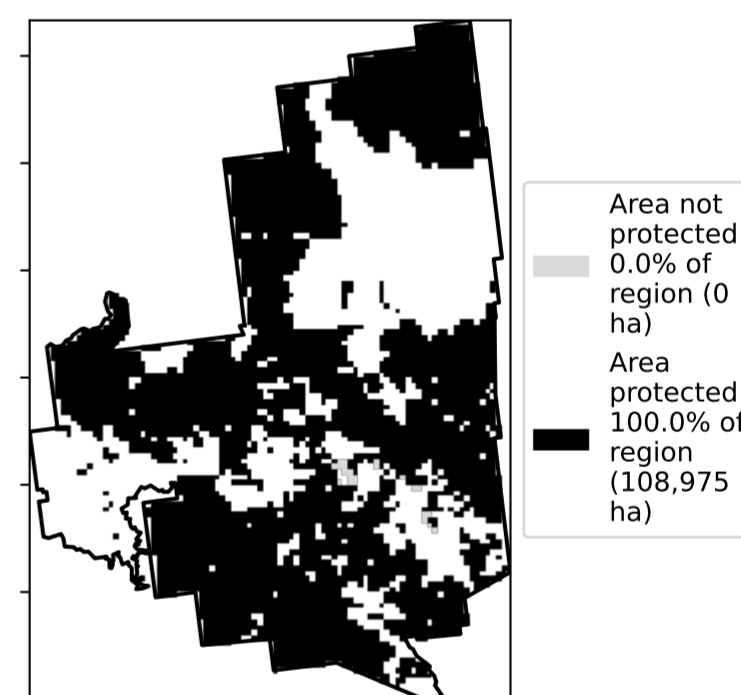 Area not
protected
0.0% of
region (0
ha)
Area
protected
100.0% of
region
(108,975
ha)